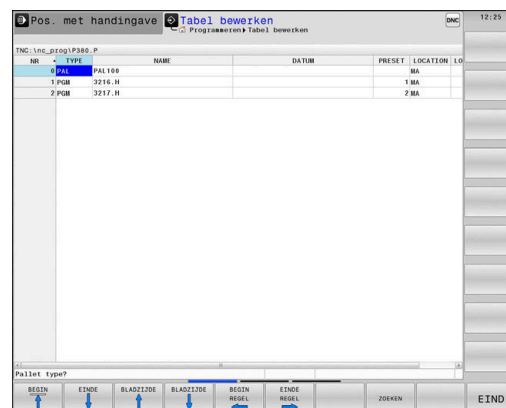 Pos. met handingave
Tabel bewerken
DNC
12:25
Programmeren Tabel bewerken
TNC:\nc_prog\P380.P
NR TYPE NAME DATUM PRESET LOCATION LO
0 PAL PAL100 MA
1 PGM 3216.H 1 MA
2 PGM 3217.H 2 MA
Pallet type?
BEGIN
EINDE
BLADZIJDE
BLADZIJDE
BEGIN REGEL
EINDE REGEL
ZOEKEN
EIND